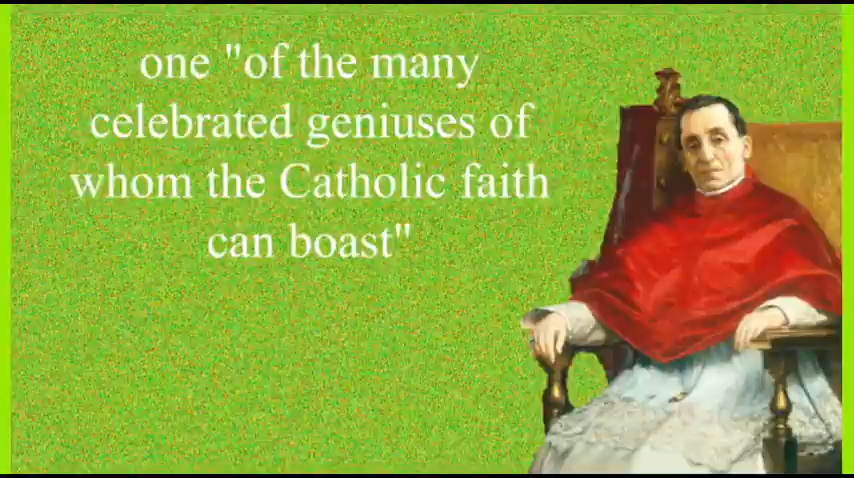 one "of the many
celebrated geniuses of
whom the Catholic faith
can boast"